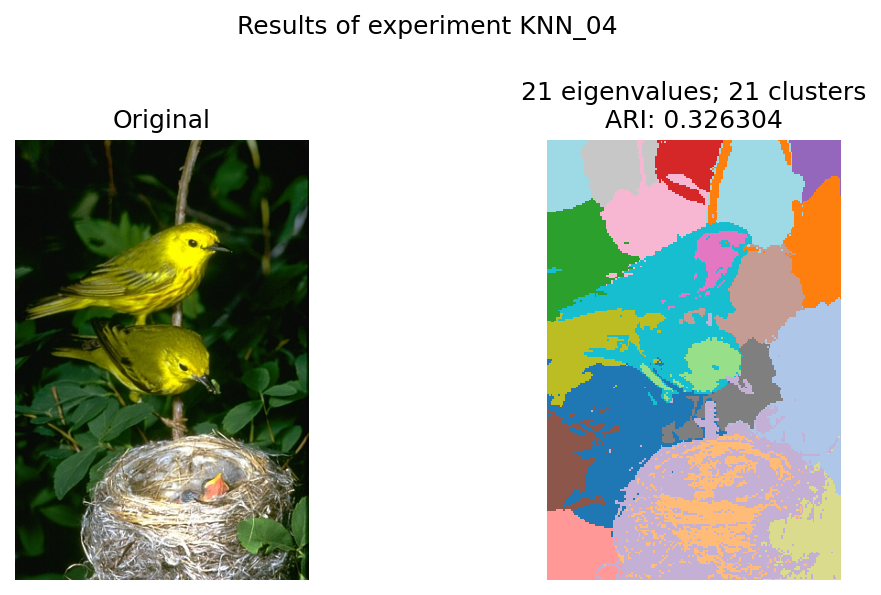 Results of experiment KNN_04
Original
21 eigenvalues; 21 clusters
ARI: 0.326304